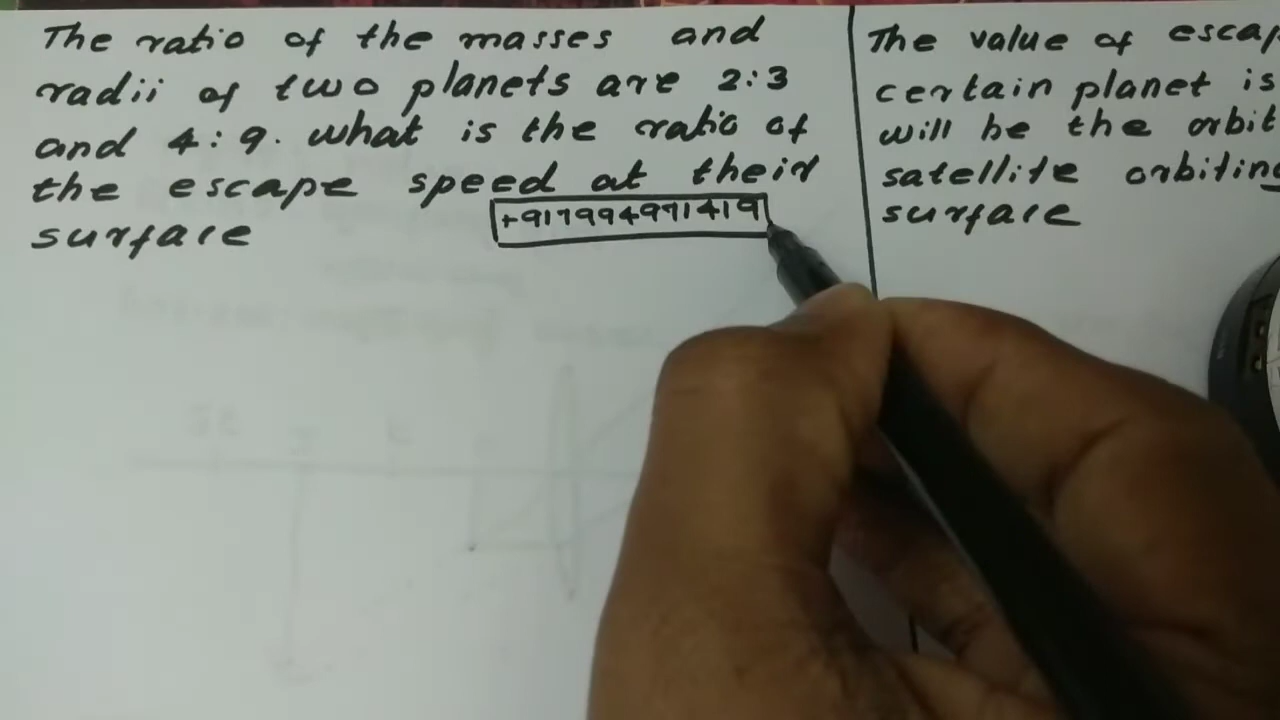 The ratio of the masses and
radii of two planets are 2:3
and 4:9. what is the ratio of
the escape speed at their
surface
+917994971419
The value of escap
certain planet is
will be the orbit
satellite orbiting
surface